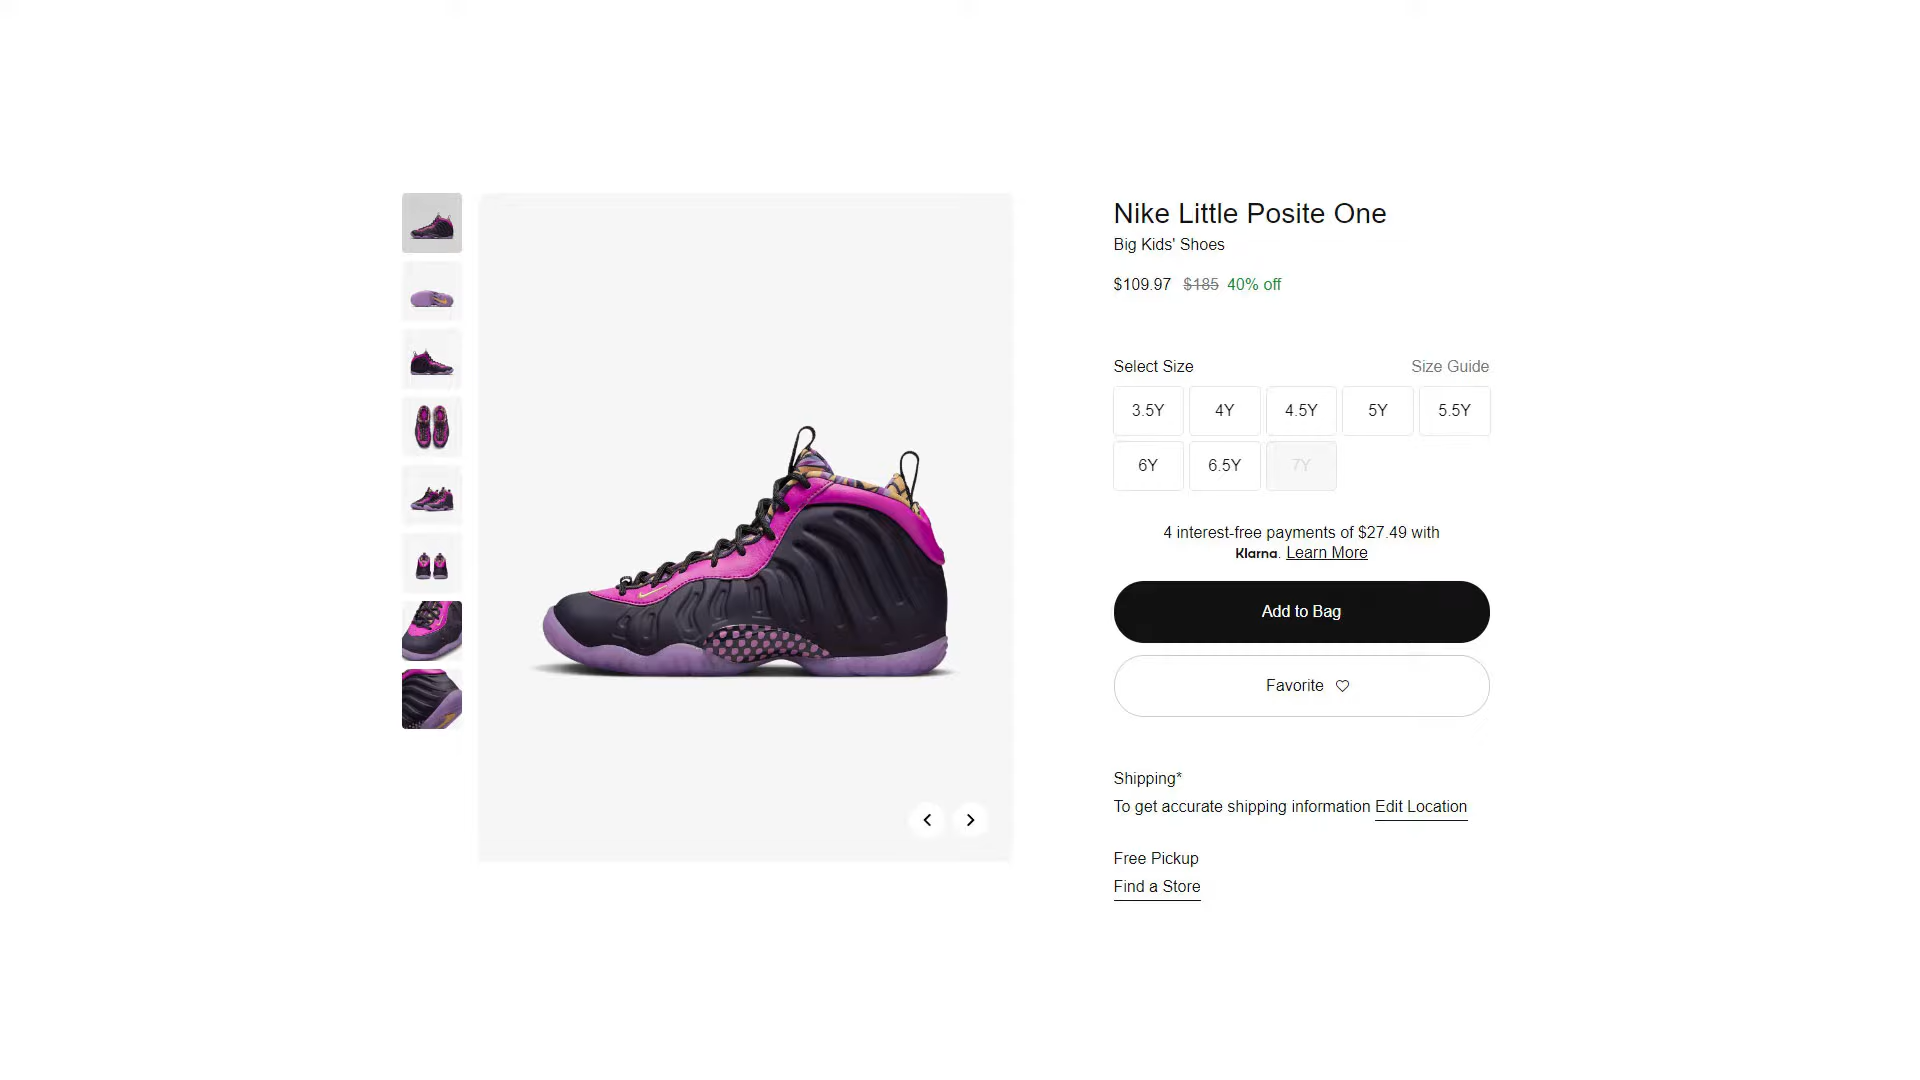 Nike Little Posite One
Big Kids' Shoes
$109.97 $185 40% off
Select Size Size Guide
3.5Y 4Y 4.5Y 5Y 5.5Y
6Y 6.5Y 7Y
4 interest-free payments of $27.49 with
Klarna. Learn More
Add to Bag
Favorite
Shipping*
To get accurate shipping information Edit Location
Free Pickup
Find a Store